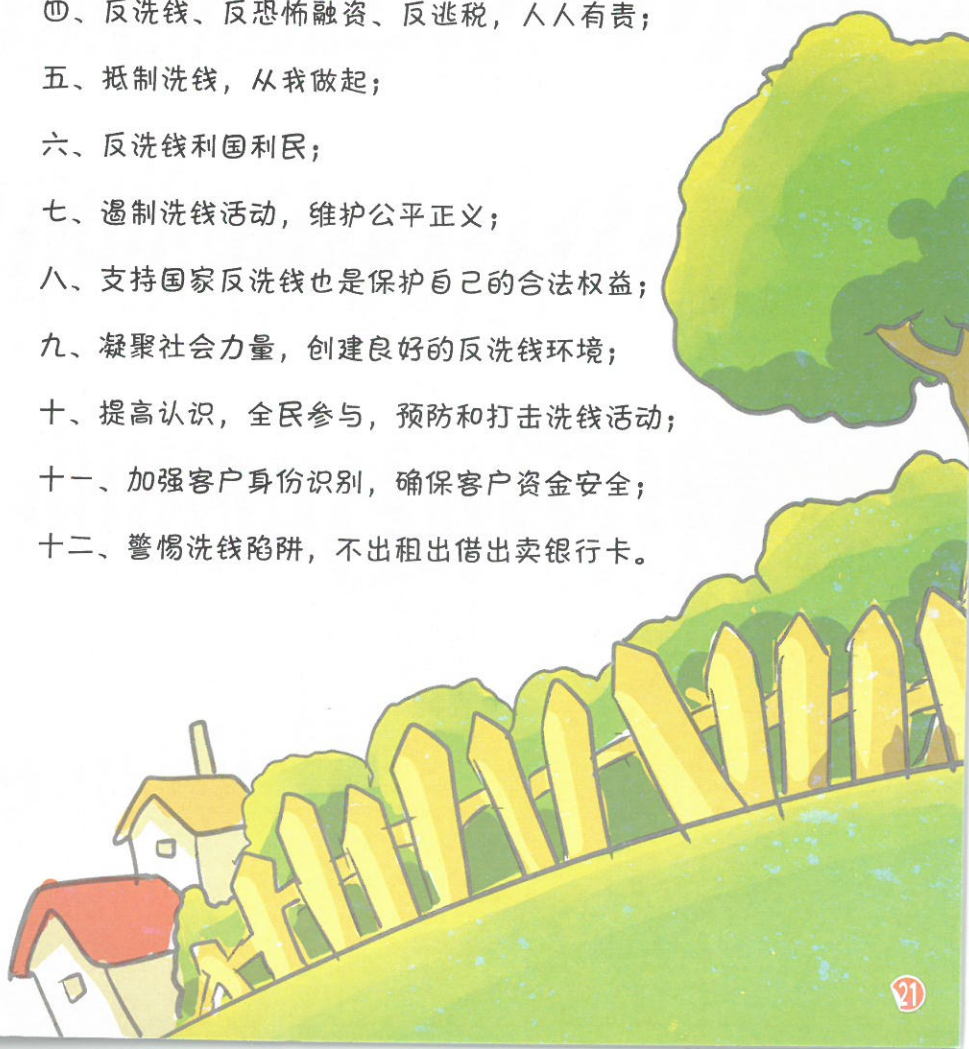 四、反洗钱、反恐怖融资、反逃税，人人有责；
五、抵制洗钱，从我做起；
六、反洗钱利国利民；
七、遏制洗钱活动，维护公平正义；
八、支持国家反洗钱也是保护自己的合法权益；
九、凝聚社会力量，创建良好的反洗钱环境；
十、提高认识，全民参与，预防和打击洗钱活动；
十一、加强客户身份识别，确保客户资金安全；
十二、警惕洗钱陷阱，不出租出借出卖银行卡。
21